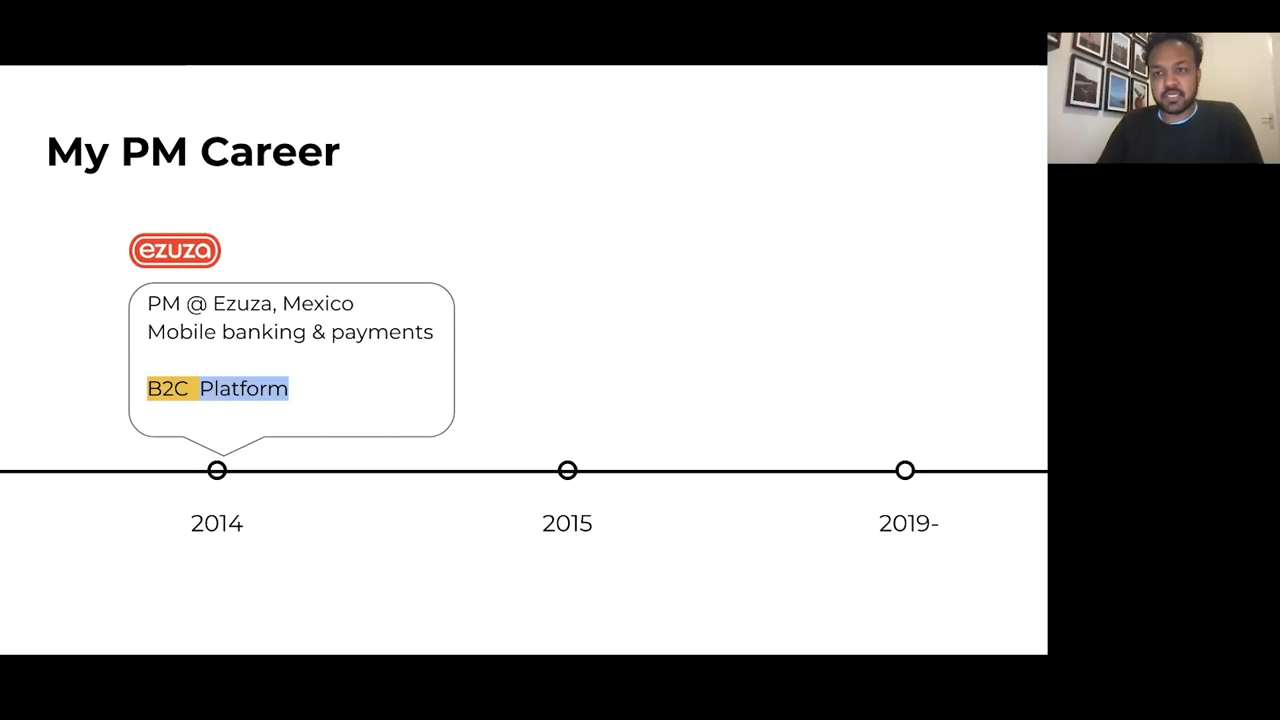 My PM Career
ezuza
PM @ Ezuza, Mexico
Mobile banking & payments
B2C Platform
2014
2015
2019-